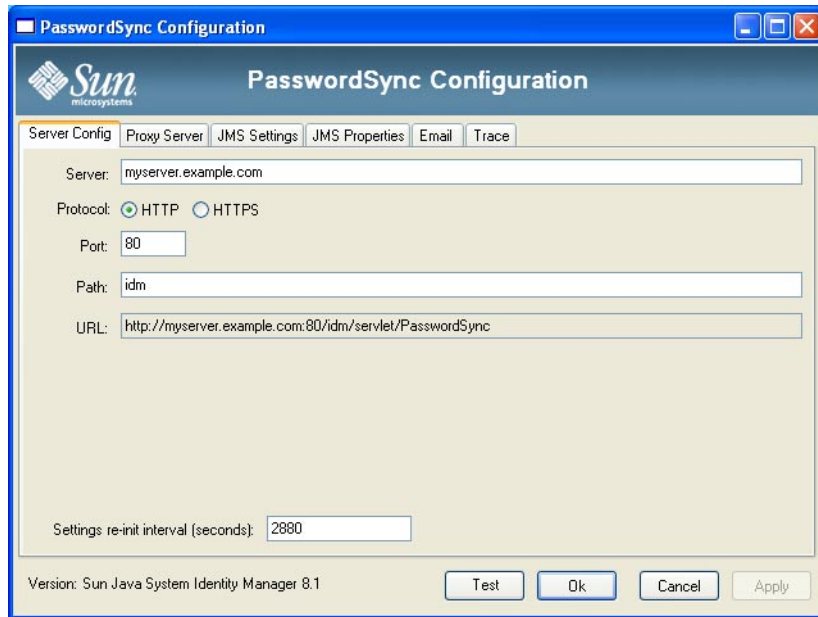 PasswordSync Configuration
Sun
microsystems
PasswordSync Configuration
Server Config Proxy Server JMS Settings JMS Properties Email Trace
Server: myserver.example.com
Protocol: HTTP HTTPS
Port: 80
Path: idm
URL: http://myserver.example.com:80/idm/servlet/PasswordSync
Settings re-init interval (seconds): 2880
Version: Sun Java System Identity Manager 8.1 Test Ok Cancel Apply